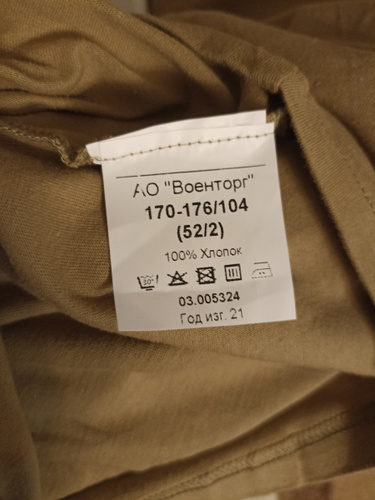 АО "Военторг"
170-176/104
(52/2)
100% Хлопок
03.005324
Год изг. 21